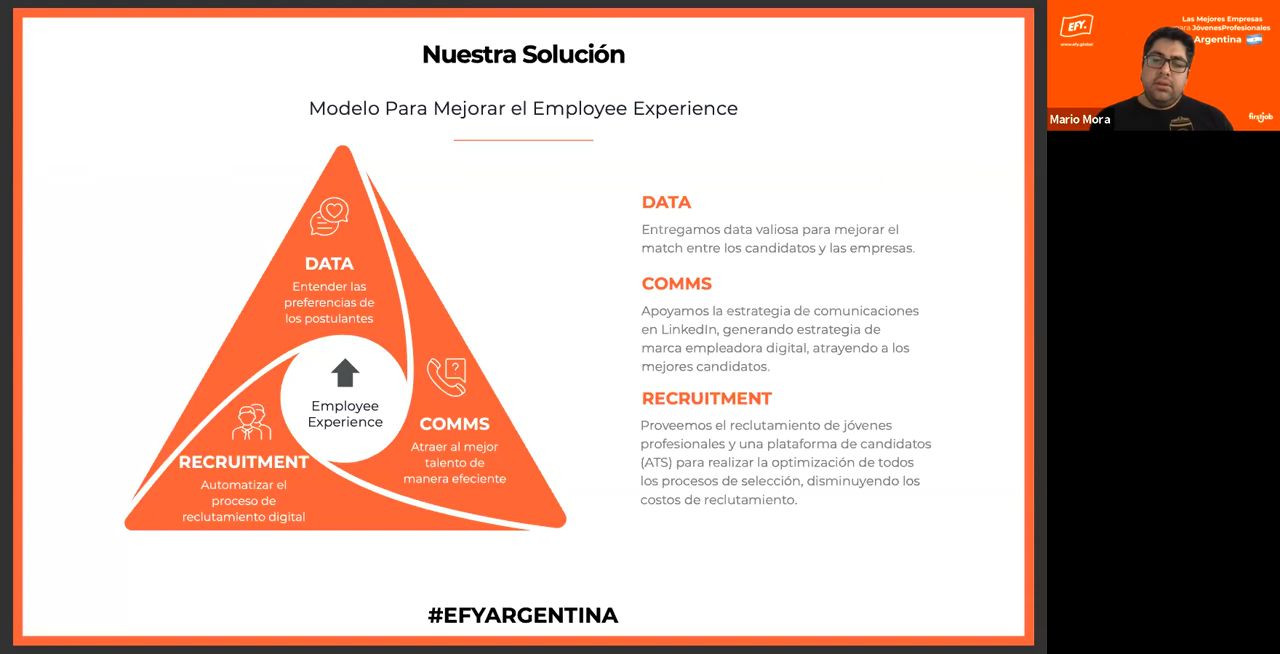 Nuestra Solución
Modelo Para Mejorar el Employee Experience
DATA
Entender las
preferencias de
los postulantes
Employee
Experience
COMMS
Atraer al mejor
talento de
manera efeciente
RECRUITMENT
Automatizar el
proceso de
reclutamiento digital
DATA
Entregamos data valiosa para mejorar el
match entre los candidatos y las empresas.
COMMS
Apoyamos la estrategia de comunicaciones
en LinkedIn, generando estrategia de
marca empleadora digital, atrayendo a los
mejores candidatos.
RECRUITMENT
Proveemos el reclutamiento de jóvenes
profesionales y una plataforma de candidatos
(ATS) para realizar la optimización de todos
los procesos de selección, disminuyendo los
costos de reclutamiento.
#EFYARGENTINA
EFY.
www.efy.global
Las Mejores Empresas
para JóvenesProfesionales
Argentina
Mario Mora
firstjob